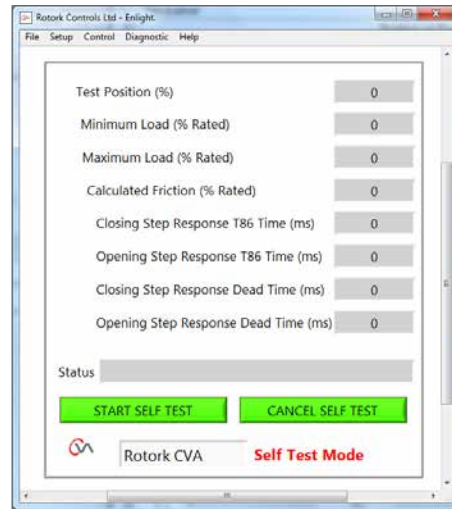 Rotork Controls Ltd - Enlight.
File Setup Control Diagnostic Help
Test Position (%) 0
Minimum Load (% Rated) 0
Maximum Load (% Rated) 0
Calculated Friction (% Rated) 0
Closing Step Response T86 Time (ms) 0
Opening Step Response T86 Time (ms) 0
Closing Step Response Dead Time (ms) 0
Opening Step Response Dead Time (ms) 0
Status
START SELF TEST CANCEL SELF TEST
Rotork CVA Self Test Mode